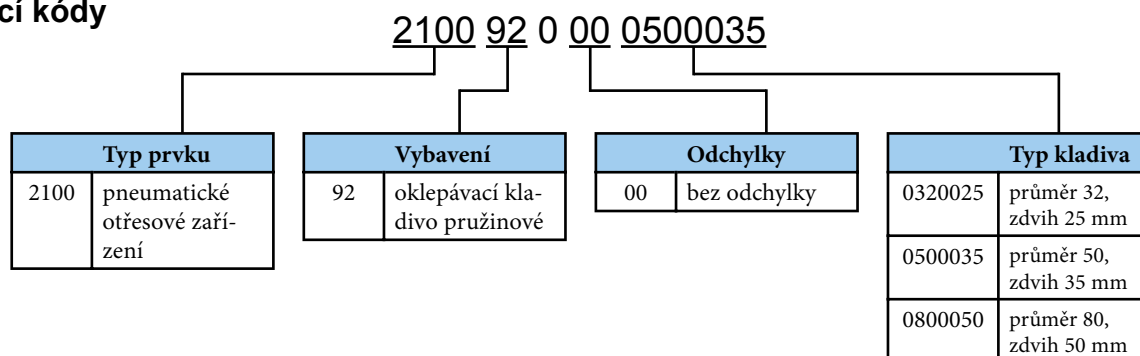 cí kódy
2100 92 0 00 0500035
Typ prvku
2100 pneumatické
otřesové zaří-
zení
Vybavení
92 oklepávací kla-
divo pružinové
Odchylky
00 bez odchylky
Typ kladiva
0320025 průměr 32,
zdvih 25 mm
0500035 průměr 50,
zdvih 35 mm
0800050 průměr 80,
zdvih 50 mm